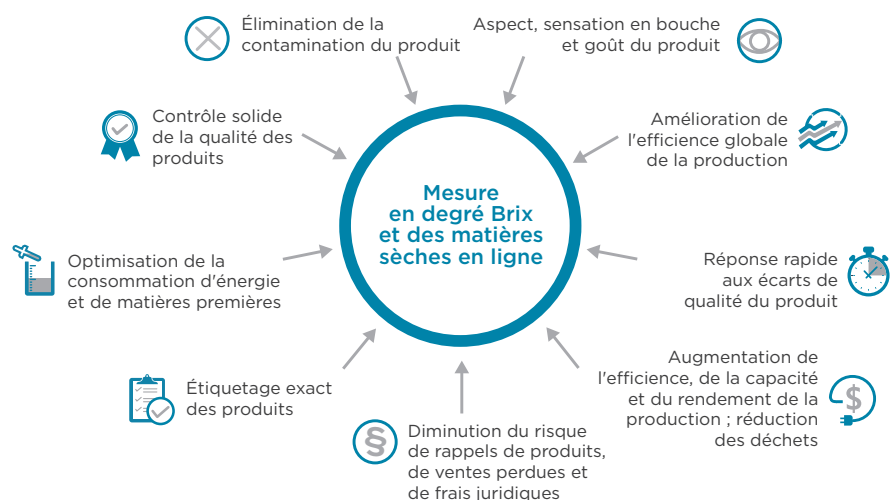 Élimination de la
contamination du produit
Aspect, sensation en bouche
et goût du produit
Contrôle solide
de la qualité des
produits
Amélioration de
l'efficience globale
de la production
Mesure
en degré Brix
et des matières
sèches en ligne
Optimisation de la
consommation d'énergie
et de matières premières
Réponse rapide
aux écarts de
qualité du produit
Étiquetage exact
des produits
Augmentation de
l'efficience, de la capacité
et du rendement de la
production ; réduction
des déchets
$
§
Diminution du risque
de rappels de produits,
de ventes perdues et
de frais juridiques